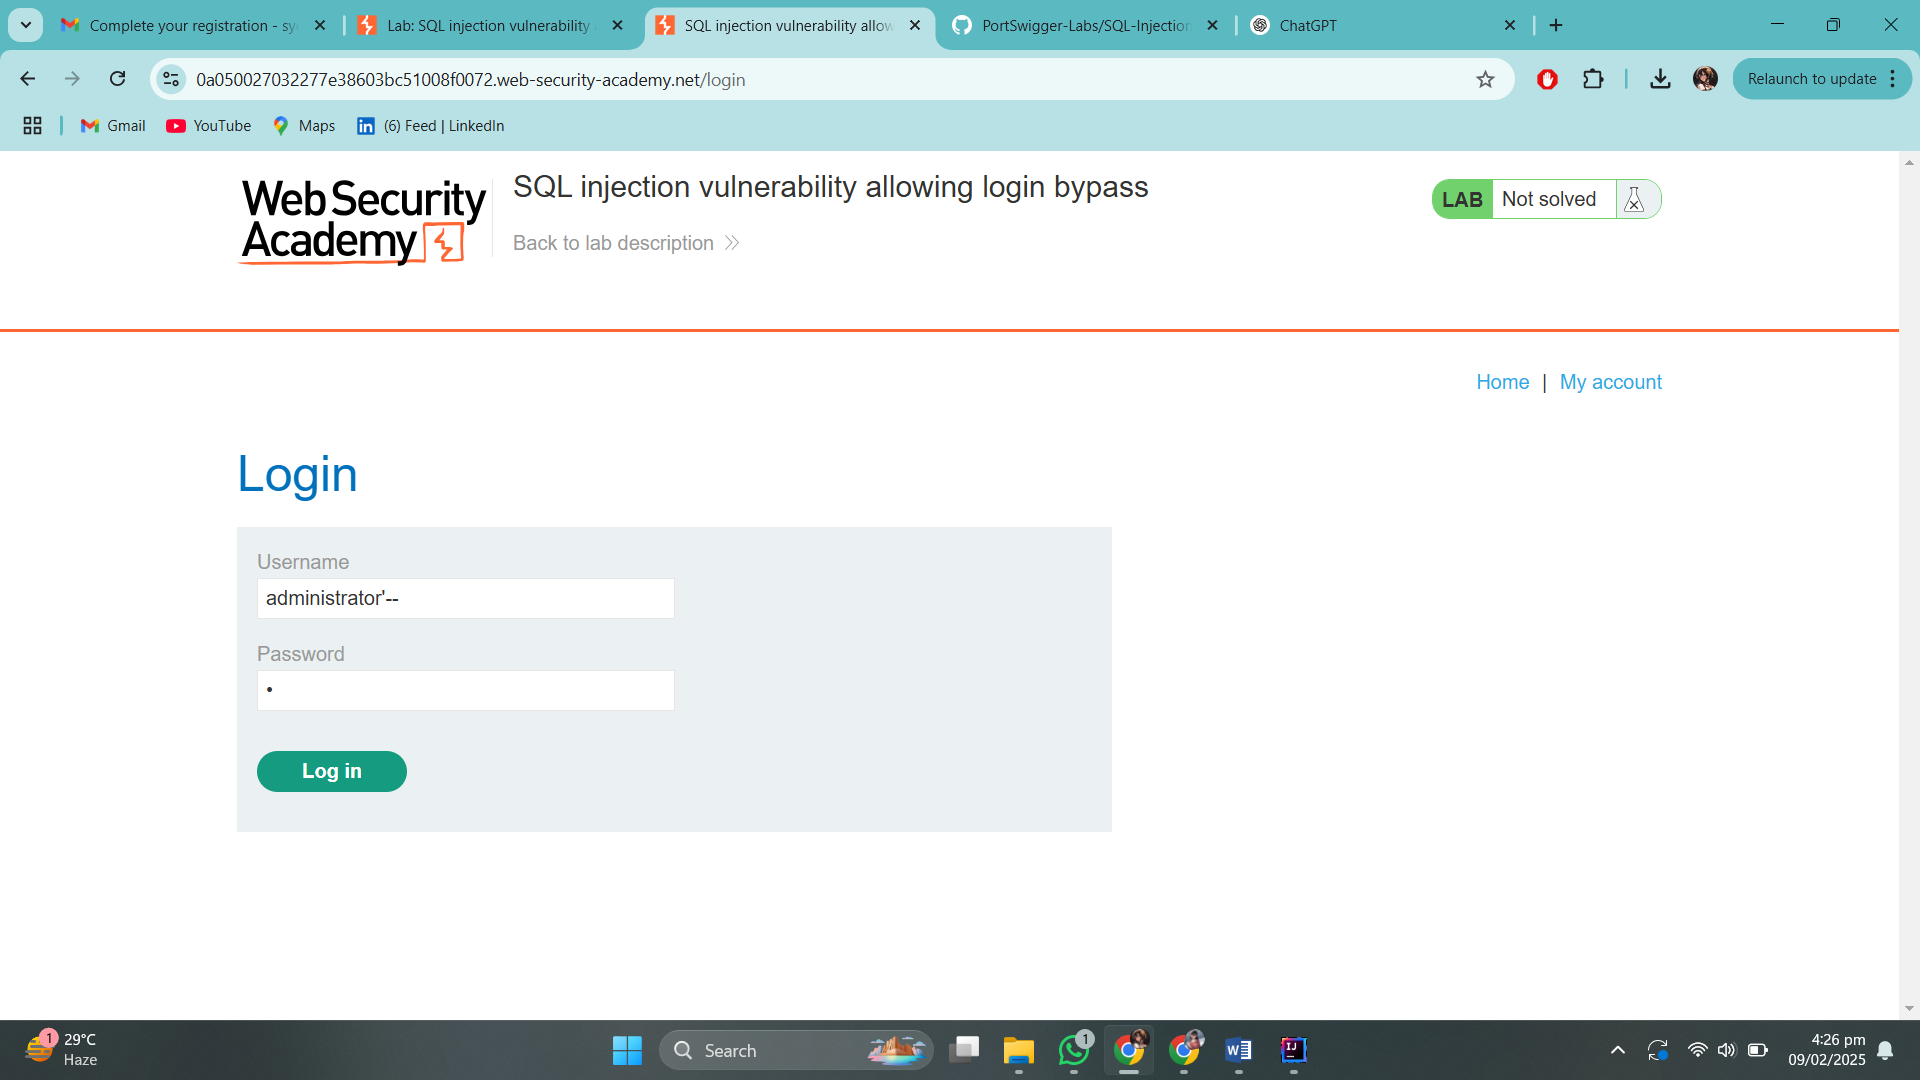 Complete your registration - sy
Lab: SQL injection vulnerability
SQL injection vulnerability allow
PortSwigger-Labs/SQL-Injection
ChatGPT
0a050027032277e38603bc51008f0072.web-security-academy.net/login
Relaunch to update
Gmail
YouTube
Maps
(6) Feed | LinkedIn
Web Security
Academy
SQL injection vulnerability allowing login bypass
Back to lab description
LAB Not solved
Home | My account
Login
Username
administrator'--
Password
•
Log in
1
29°C
Haze
Search
1
W
IJ
4:26 pm
09/02/2025